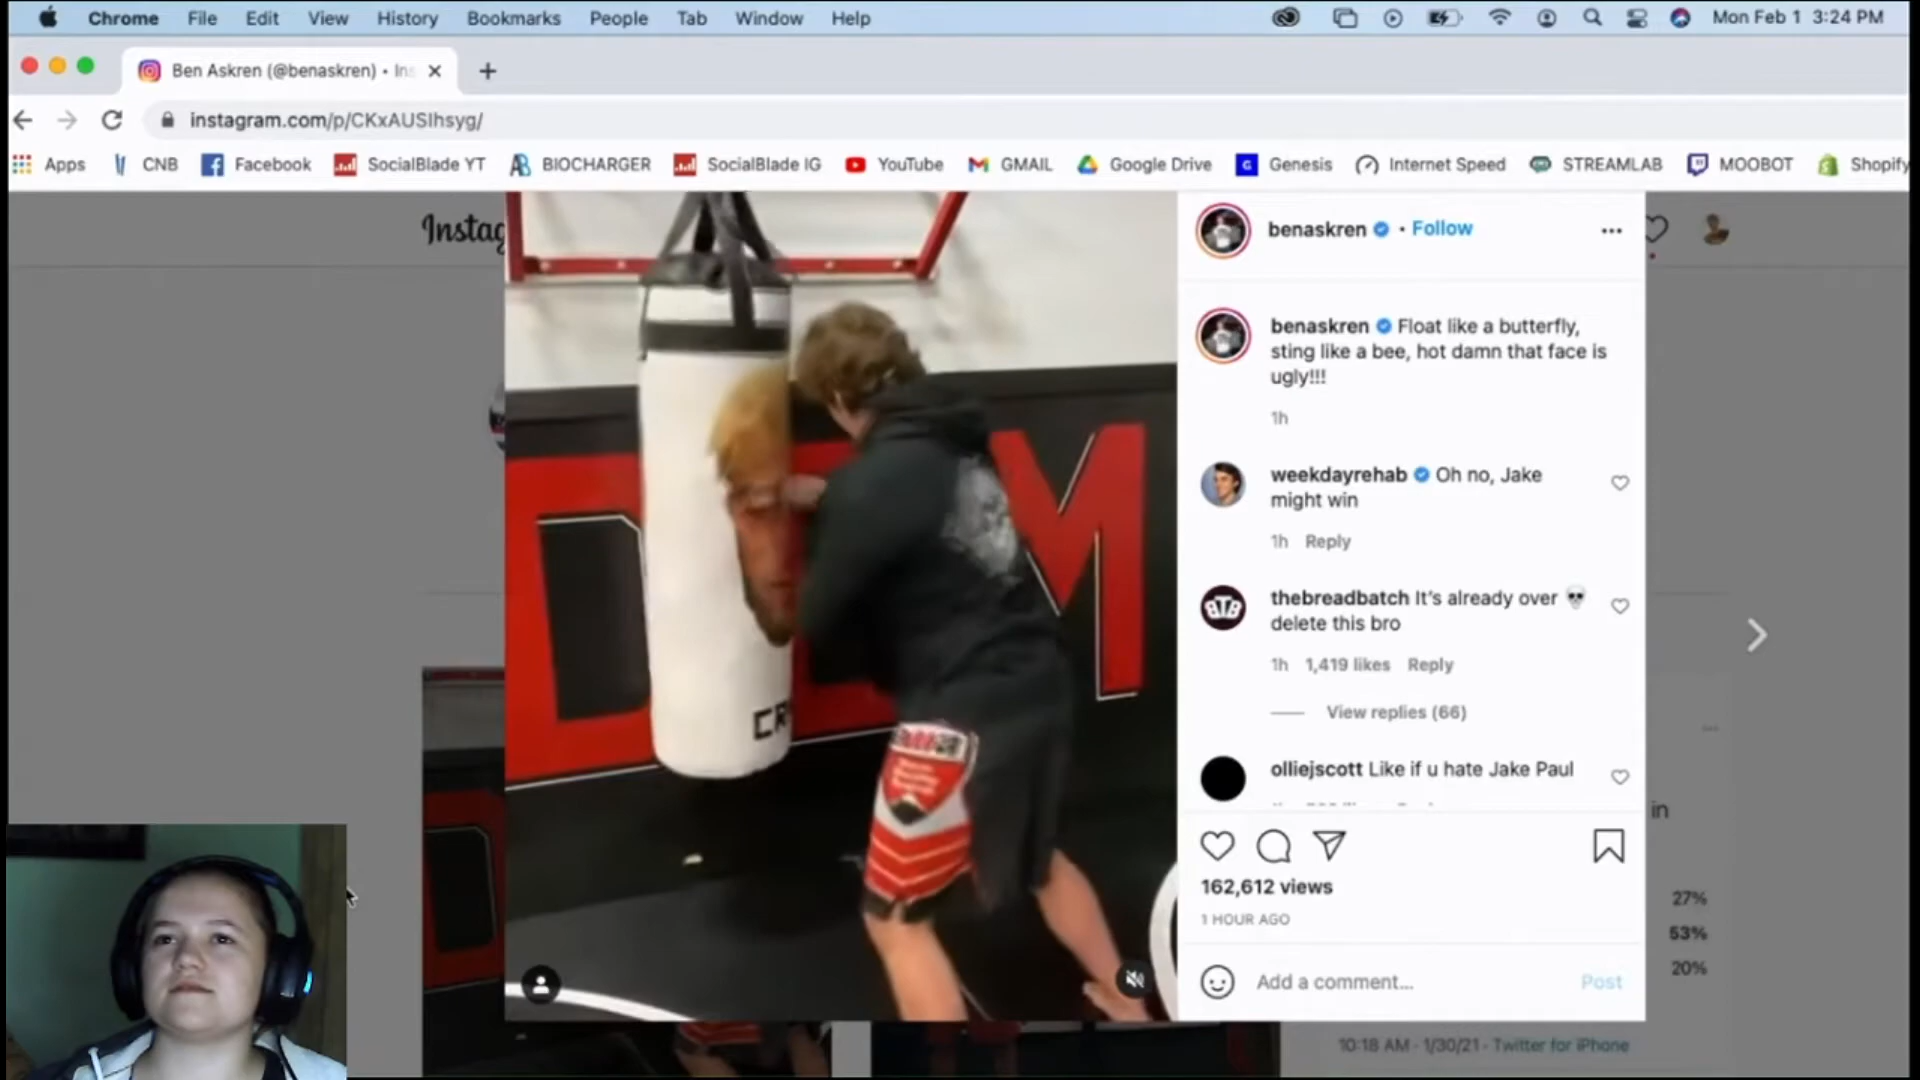 Chrome File Edit View History Bookmarks People Tab Window Help
Mon Feb 1 3:24 PM
Ben Askren (@benaskren) • Ins
instagram.com/p/CKxAUSIhsyg/
Apps CNB Facebook SocialBlade YT BIOCHARGER SocialBlade IG YouTube GMAIL Google Drive Genesis Internet Speed STREAMLAB MOOBOT Shopify
Instag
benaskren • Follow
benaskren Float like a butterfly,
sting like a bee, hot damn that face is
ugly!!!
1h
weekdayrehab Oh no, Jake
might win
1h Reply
BTB
thebreadbatch It's already over 💀
delete this bro
1h 1,419 likes Reply
View replies (66)
olliejscott Like if u hate Jake Paul
in
162,612 views
1 HOUR AGO
27%
53%
20%
Add a comment... Post
10:18 AM · 1/30/21 · Twitter for iPhone
D
M
CR